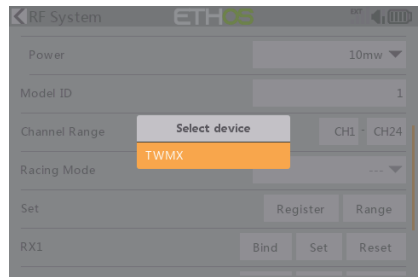 RF System ETHOS
Power 10mw
Model ID 1
Channel Range CH1 - CH24
Select device
TWMX
Racing Mode ---
Set Register Range
RX1 Bind Set Reset